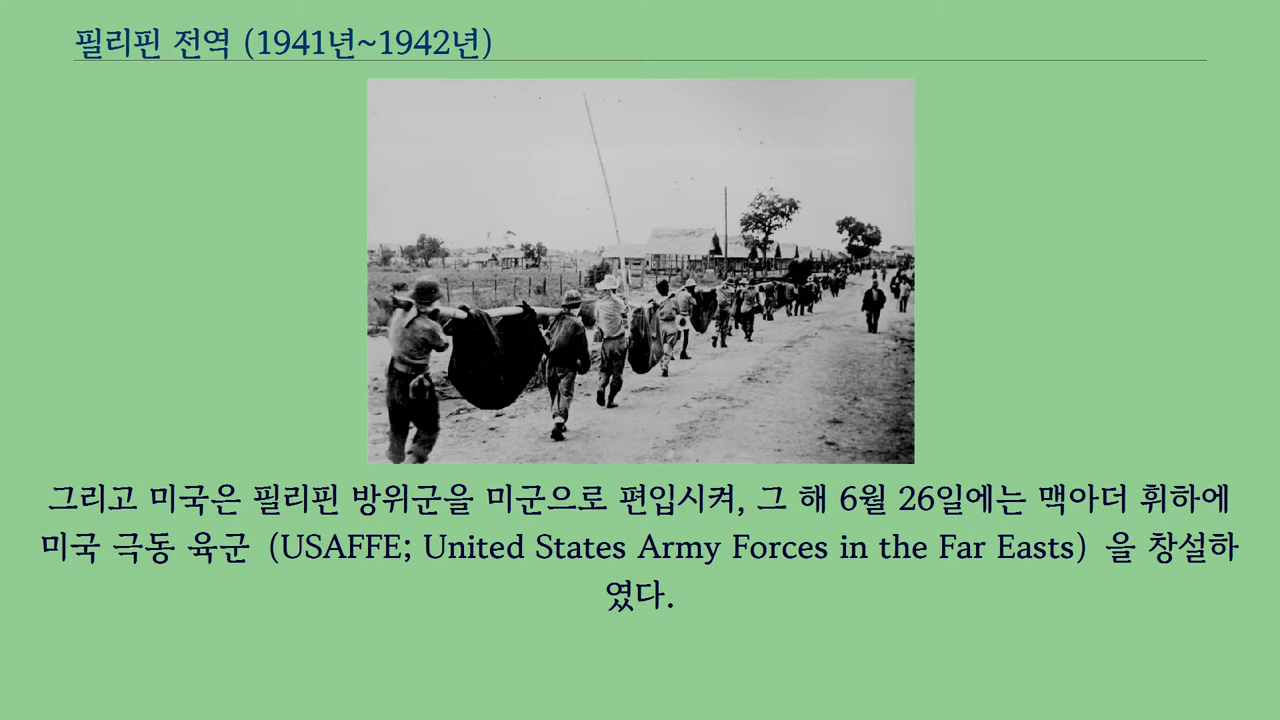 필리핀 전역 (1941년~1942년)
그리고 미국은 필리핀 방위군을 미군으로 편입시켜, 그 해 6월 26일에는 맥아더 휘하에
미국 극동 육군 (USAFFE; United States Army Forces in the Far Easts) 을 창설하
였다.